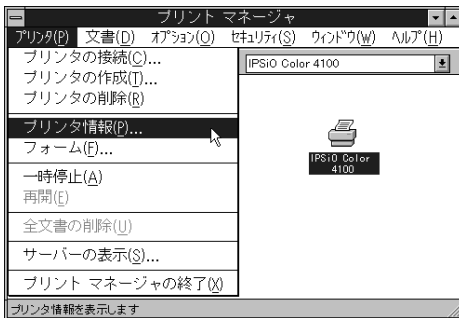 プリント マネージャ
プリンタ(P) 文書(D) オプション(O) セキュリティ(S) ウィンドウ(W) ヘルプ(H)
プリンタの接続(C)...
プリンタの作成(T)...
プリンタの削除(R)
プリンタ情報(P)...
フォーム(F)...
一時停止(A)
再開(E)
全文書の削除(U)
サーバーの表示(S)...
プリント マネージャの終了(X)
IPSiO Color 4100
IPSiO Color
4100
プリンタ情報を表示します